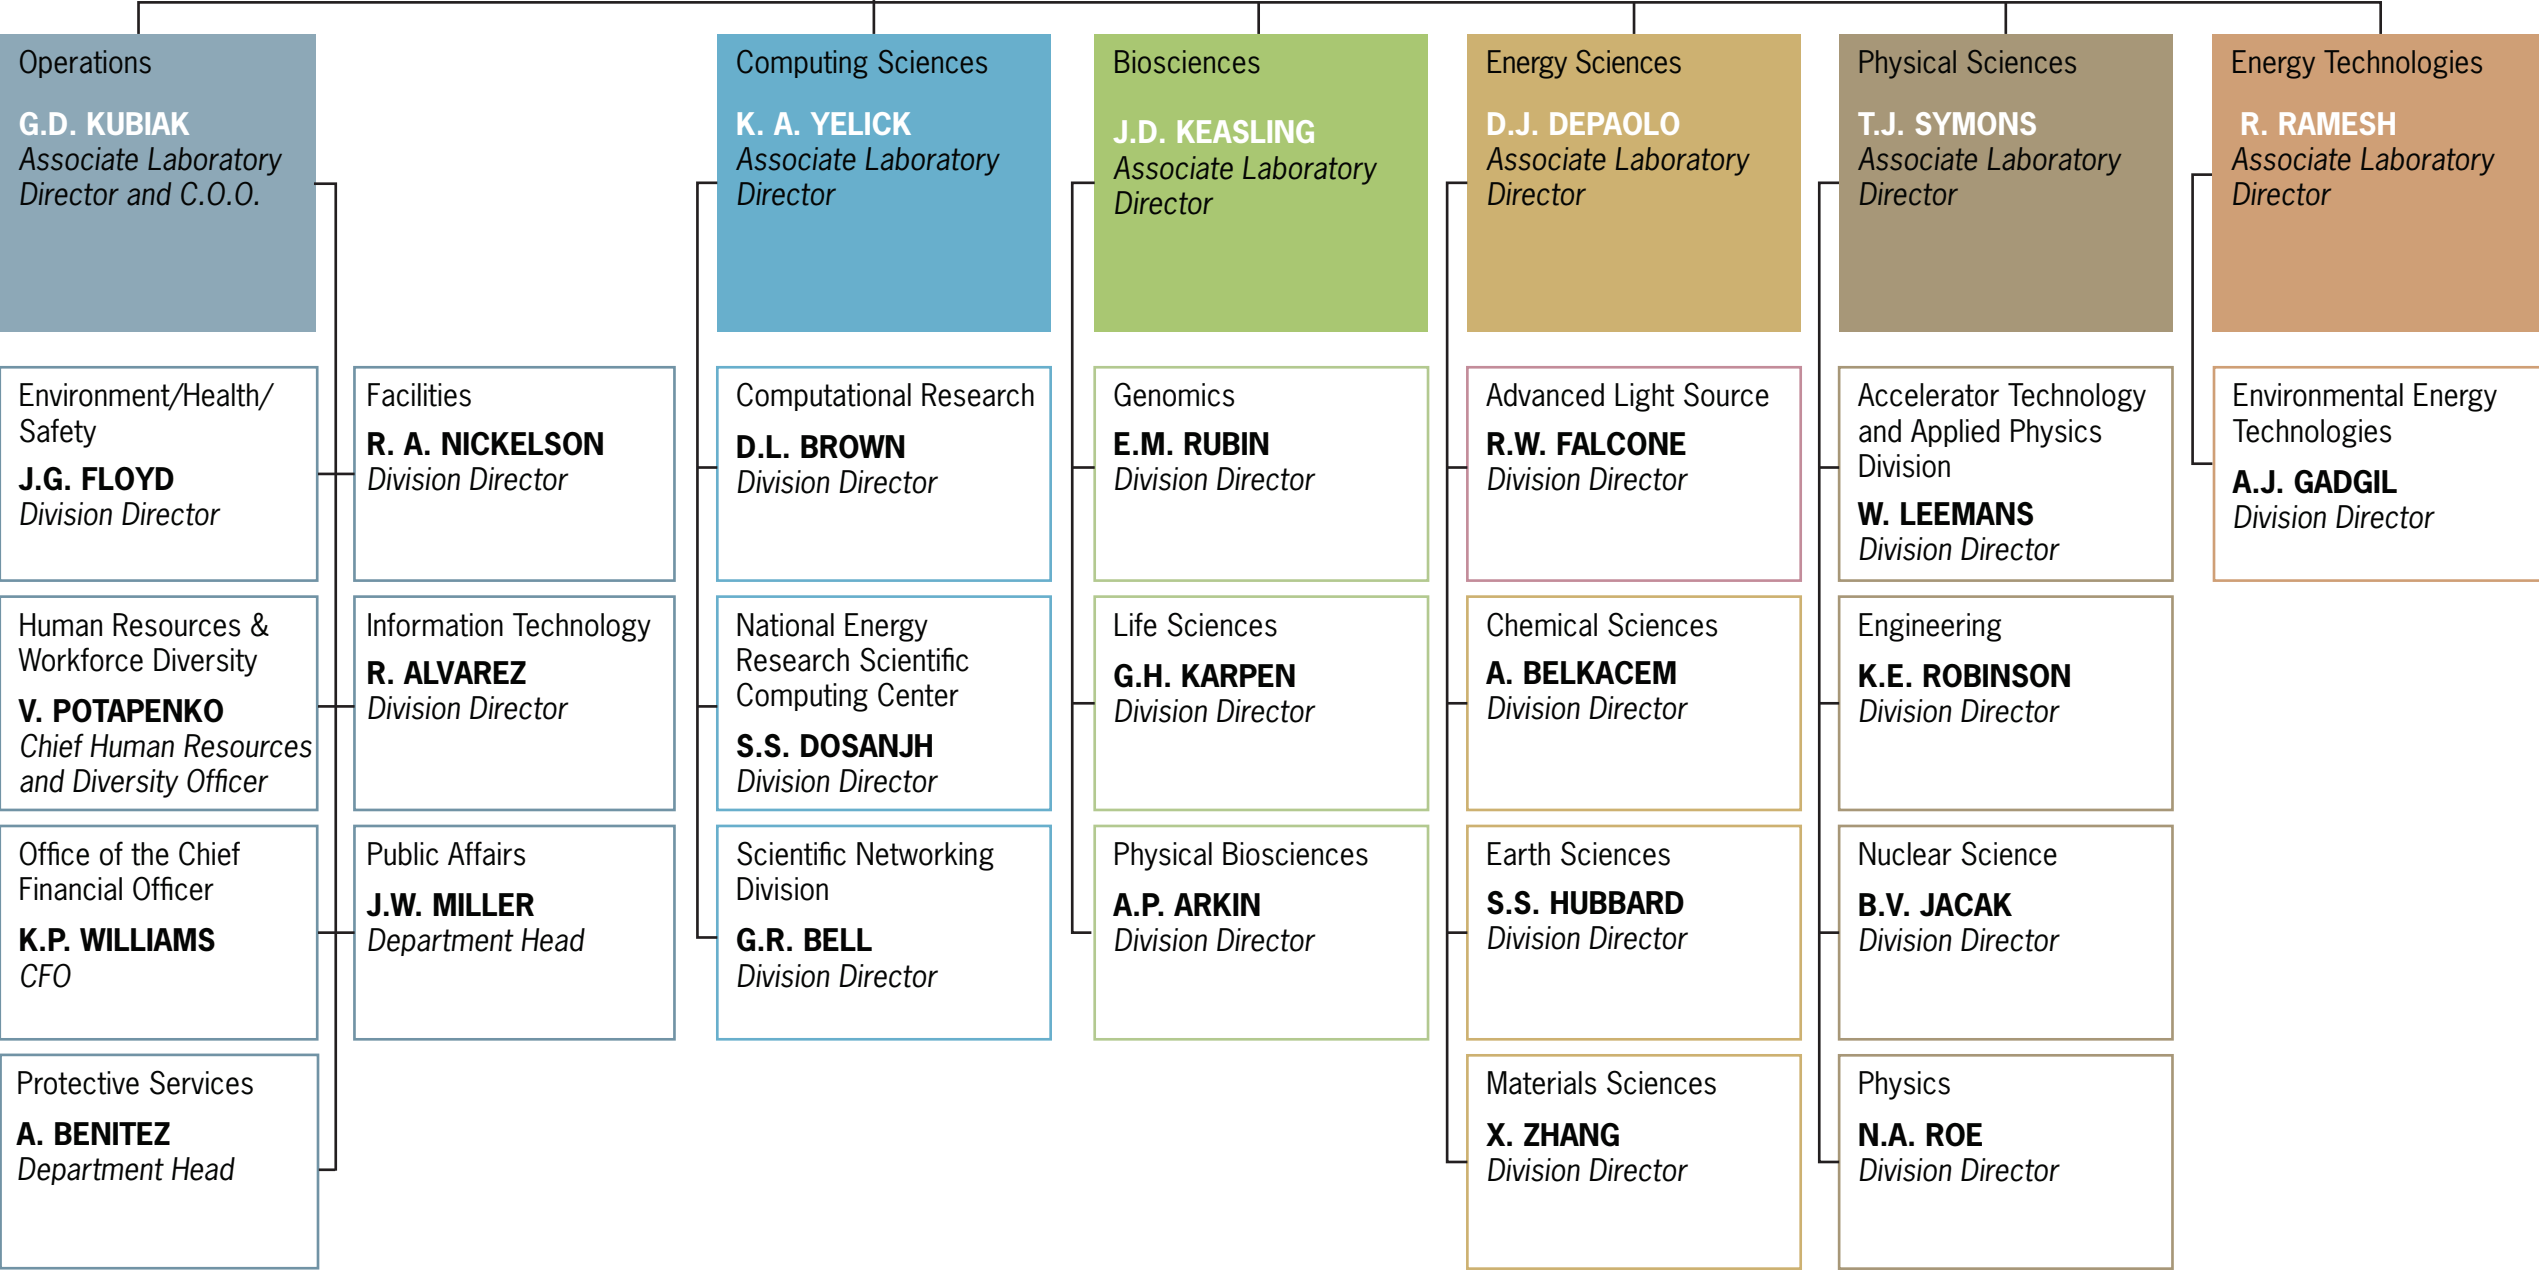 Operations
G.D. KUBIAK
Associate Laboratory
Director and C.O.O.
Computing Sciences
K. A. YELICK
Associate Laboratory
Director
Biosciences
J.D. KEASLING
Associate Laboratory
Director
Energy Sciences
D.J. DEPAOLO
Associate Laboratory
Director
Physical Sciences
T.J. SYMONS
Associate Laboratory
Director
Energy Technologies
R. RAMESH
Associate Laboratory
Director
Environment/Health/
Safety
J.G. FLOYD
Division Director
Facilities
R. A. NICKELSON
Division Director
Computational Research
D.L. BROWN
Division Director
Genomics
E.M. RUBIN
Division Director
Advanced Light Source
R.W. FALCONE
Division Director
Accelerator Technology
and Applied Physics
Division
W. LEEMANS
Division Director
Environmental Energy
Technologies
A.J. GADGIL
Division Director
Human Resources &
Workforce Diversity
V. POTAPENKO
Chief Human Resources
and Diversity Officer
Information Technology
R. ALVAREZ
Division Director
National Energy
Research Scientific
Computing Center
S.S. DOSANJH
Division Director
Life Sciences
G.H. KARPEN
Division Director
Chemical Sciences
A. BELKACEM
Division Director
Engineering
K.E. ROBINSON
Division Director
Office of the Chief
Financial Officer
K.P. WILLIAMS
CFO
Public Affairs
J.W. MILLER
Department Head
Scientific Networking
Division
G.R. BELL
Division Director
Physical Biosciences
A.P. ARKIN
Division Director
Earth Sciences
S.S. HUBBARD
Division Director
Nuclear Science
B.V. JACAK
Division Director
Protective Services
A. BENITEZ
Department Head
Materials Sciences
X. ZHANG
Division Director
Physics
N.A. ROE
Division Director